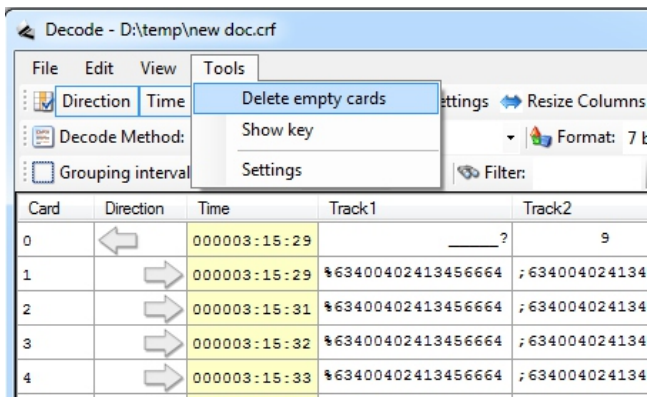 Decode - D:\temp\new doc.crf
File Edit View Tools
Direction Time Delete empty cards ettings Resize Columns
Decode Method: Show key Format: 7 b
Grouping interval Settings Filter:
Card Direction Time Track1 Track2
0 000003:15:29 _____? 9
1 000003:15:29 %63400402413456664 ;634004024134
2 000003:15:31 %63400402413456664 ;634004024134
3 000003:15:32 %63400402413456664 ;634004024134
4 000003:15:33 %63400402413456664 ;634004024134